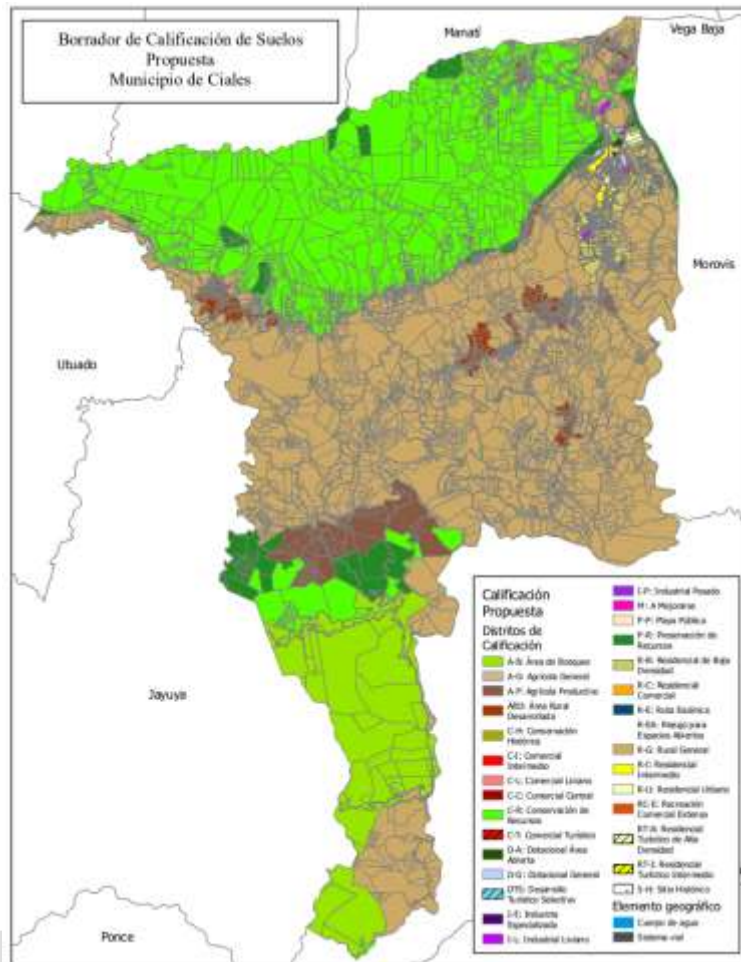 Borrador de Calificación de Suelos
Propuesta
Municipio de Ciales
Manatí
Vega Baja
Morovis
Utuado
Jayuya
Ponce
Calificación
Propuesta
Distritos de
Calificación
A-B: Área de Bosques
A-G: Agrícola General
A-P: Agrícola Productivo
ARD: Área Rural
Desarrollada
C-H: Conservación
Histórica
C-I: Comercial
Intermedio
C-L: Comercial Liviano
C-C: Comercial Central
C-R: Conservación de
Recursos
C-T: Comercial Turístico
D-A: Dotacional Área
Abierta
D-G: Dotacional General
DTS: Desarrollo
Turístico Selectivo
I-E: Industria
Especializada
I-L: Industrial Liviano
I-P: Industrial Pesado
M: A Mejorarse
P-P: Playa Pública
P-R: Preservación de
Recursos
R-B: Residencial de Baja
Densidad
R-C: Residencial
Comercial
R-E: Ruta Escénica
Espacios Abiertos
R-G: Rural General
R-I: Residencial
Intermedio
R-U: Residencial Urbano
RC-E: Recreación
Comercial Extensa
RT-A: Residencial
Turístico de Alta
Densidad
RT-I: Residencial
Turístico Intermedio
S-H: Sitio Histórico
Elemento geográfico
Cuerpo de agua
Sistema vial